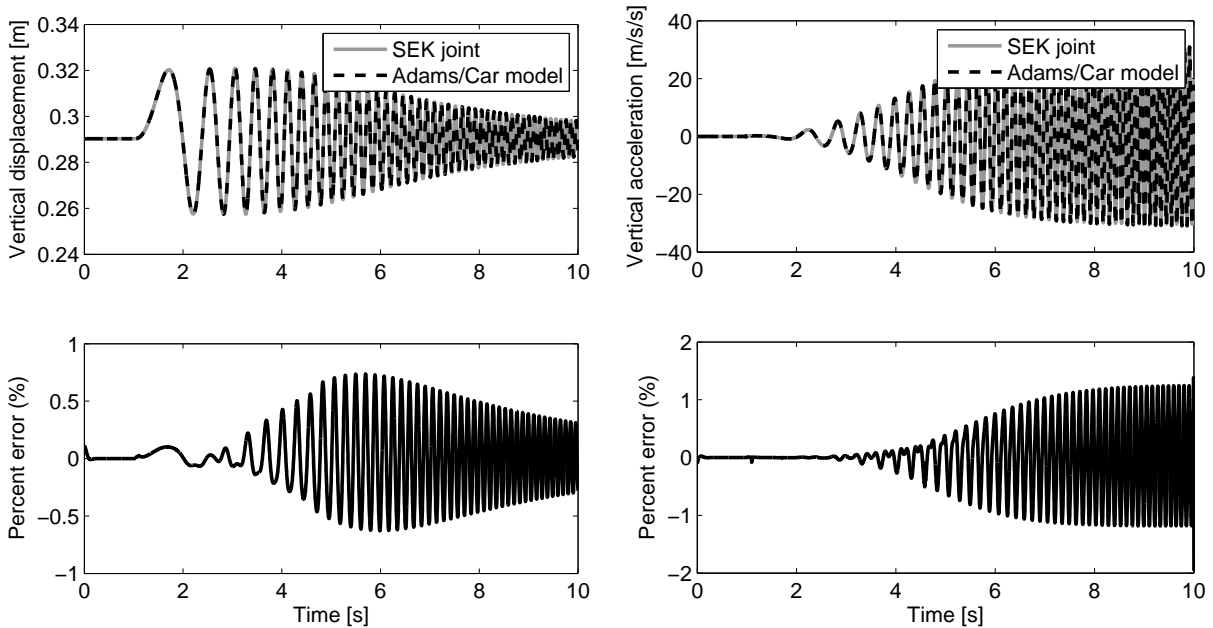 Vertical displacement [m]
0.34
0.32
0.3
0.28
0.26
0.24
SEK joint
Adams/Car model
0 2 4 6 8 10
Vertical acceleration [m/s/s]
40
20
0
−20
−40
SEK joint
Adams/Car model
0 2 4 6 8 10
Percent error (%)
1
0.5
0
−0.5
−1
0 2 4 6 8 10
Time [s]
Percent error (%)
2
1
0
−1
−2
0 2 4 6 8 10
Time [s]